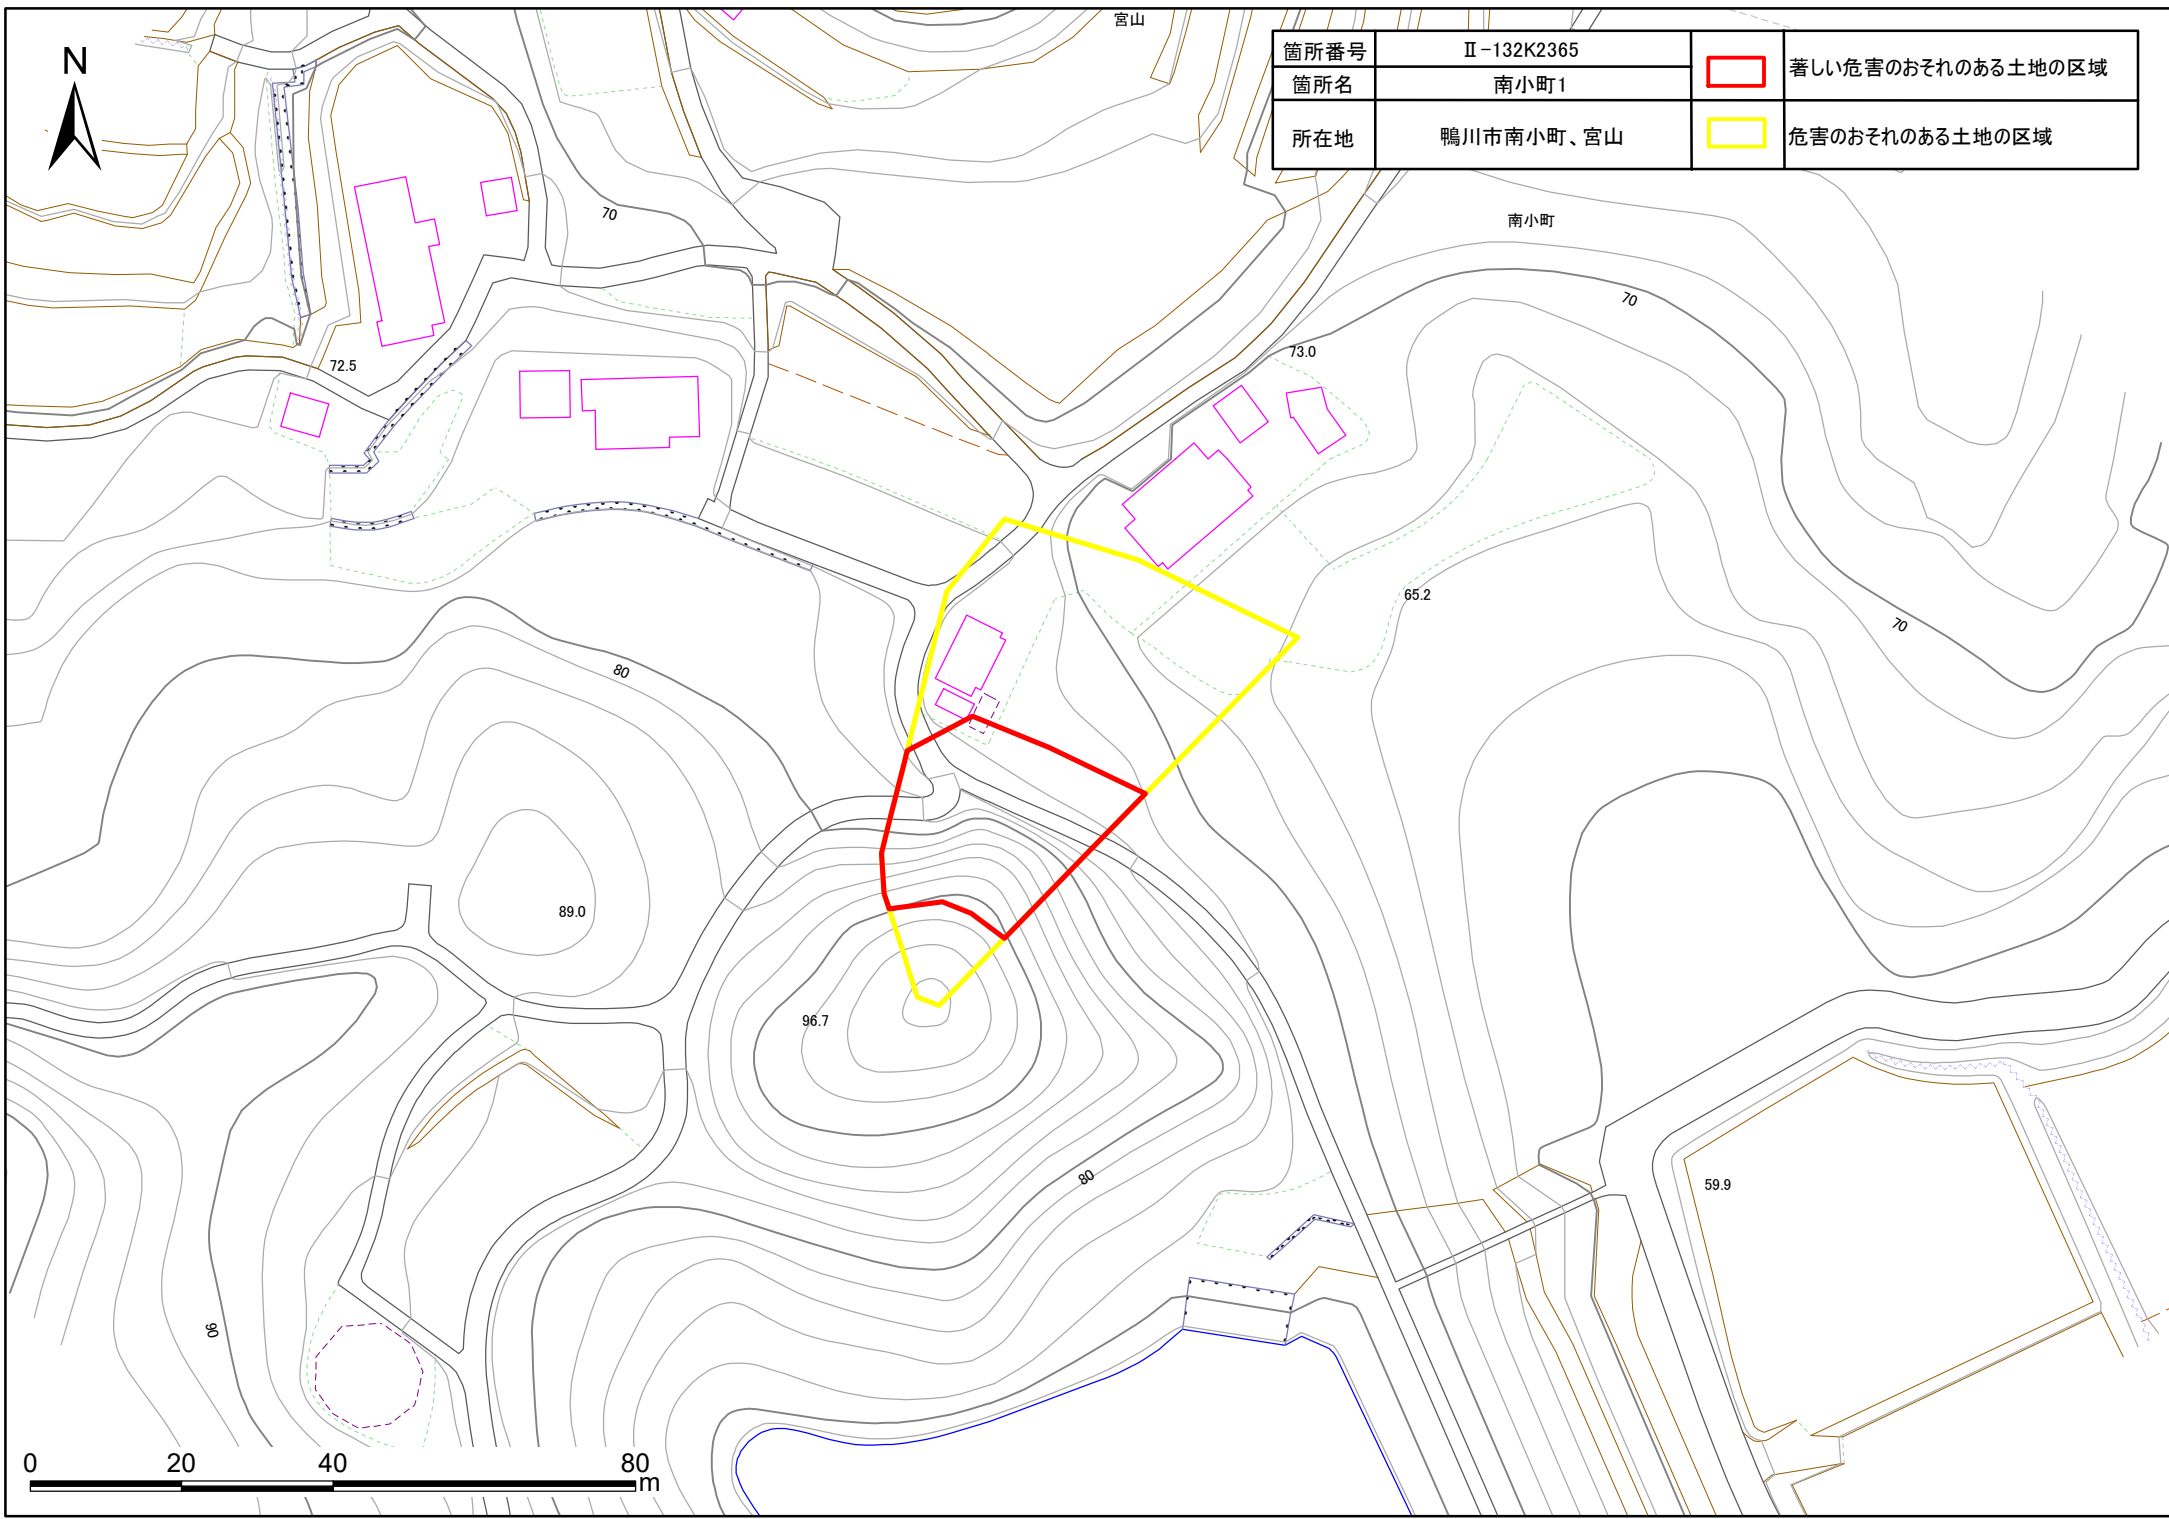 宮山
N
箇所番号 Ⅱ-132K2365
箇所名 南小町1
所在地 鴨川市南小町、宮山
著しい危害のおそれのある土地の区域
危害のおそれのある土地の区域
南小町
70
70
73.0
72.5
65.2
70
80
89.0
96.7
80
59.9
90
0 20 40 80
m